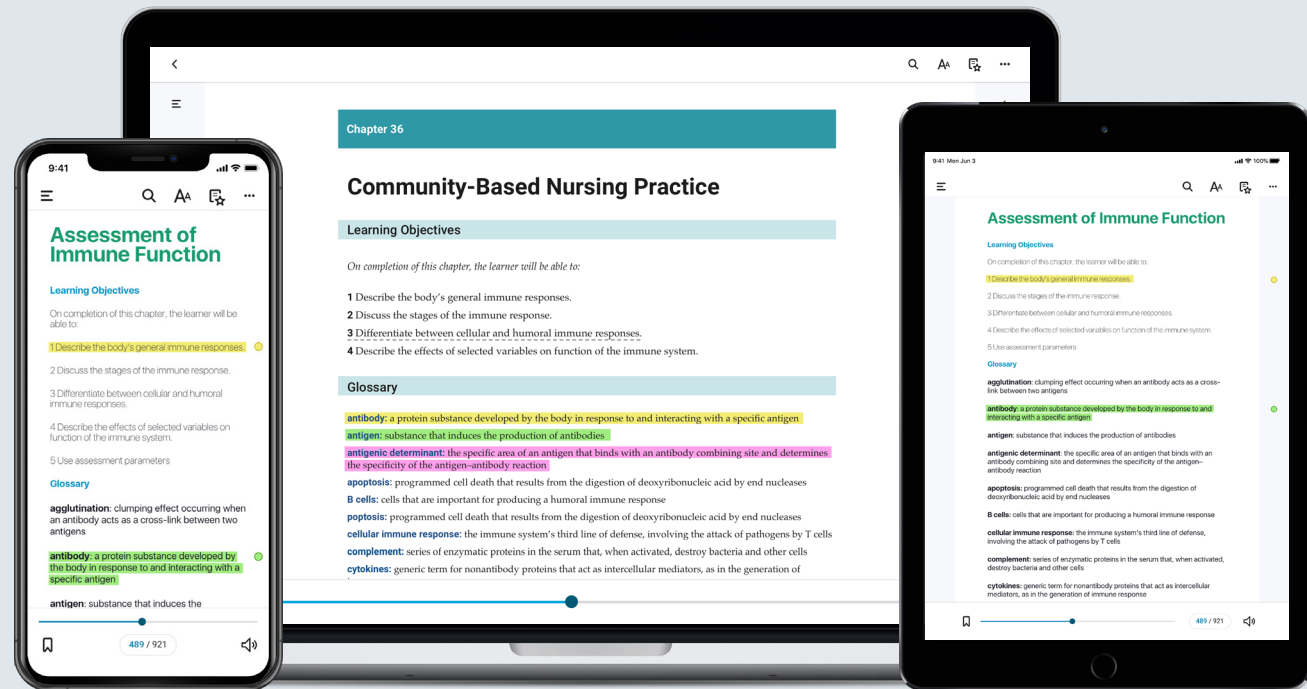 9:41
Assessment of
Immune Function
Learning Objectives
On completion of this chapter, the learner will be
able to:
1 Describe the body's general immune responses.
2 Discuss the stages of the immune response.
3 Differentiate between cellular and humoral
immune responses.
4 Describe the effects of selected variables on
function of the immune system.
5 Use assessment parameters
Glossary
agglutination: clumping effect occurring when
an antibody acts as a cross-link between two
antigens
antibody: a protein substance developed by
the body in response to and interacting with a
specific antigen
antigen: substance that induces the
489 / 921
AA
Chapter 36
Community-Based Nursing Practice
Learning Objectives
On completion of this chapter, the learner will be able to:
1 Describe the body's general immune responses.
2 Discuss the stages of the immune response.
3 Differentiate between cellular and humoral immune responses.
4 Describe the effects of selected variables on function of the immune system.
Glossary
antibody: a protein substance developed by the body in response to and interacting with a specific antigen
antigen: substance that induces the production of antibodies
antigenic determinant: the specific area of an antigen that binds with an antibody combining site and determines
the specificity of the antigen–antibody reaction
apoptosis: programmed cell death that results from the digestion of deoxyribonucleic acid by end nucleases
B cells: cells that are important for producing a humoral immune response
poptosis: programmed cell death that results from the digestion of deoxyribonucleic acid by end nucleases
cellular immune response: the immune system's third line of defense, involving the attack of pathogens by T cells
complement: series of enzymatic proteins in the serum that, when activated, destroy bacteria and other cells
cytokines: generic term for nonantibody proteins that act as intercellular mediators, as in the generation of
9:41 Mon Jun 3
100%
Assessment of Immune Function
Learning Objectives
On completion of this chapter, the learner will be able to:
1 Describe the body's general immune responses.
2 Discuss the stages of the immune response.
3 Differentiate between cellular and humoral immune responses.
4 Describe the effects of selected variables on function of the immune system
5 Use assessment parameters
Glossary
agglutination: clumping effect occurring when an antibody acts as a cross-
link between two antigens
antibody: a protein substance developed by the body in response to and
interacting with a specific antigen
antigen: substance that induces the production of antibodies
antigenic determinant: the specific area of an antigen that binds with an
antibody combining site and determines the specificity of the antigen–
antibody reaction
apoptosis: programmed cell death that results from the digestion of
deoxyribonucleic acid by end nucleases
B cells: cells that are important for producing a humoral immune response
cellular immune response: the immune system's third line of defense,
involving the attack of pathogens by T cells
complement: series of enzymatic proteins in the serum that, when activated,
destroy bacteria and other cells
cytokines: generic term for nonantibody proteins that act as intercellular
mediators, as in the generation of immune response
489 / 921